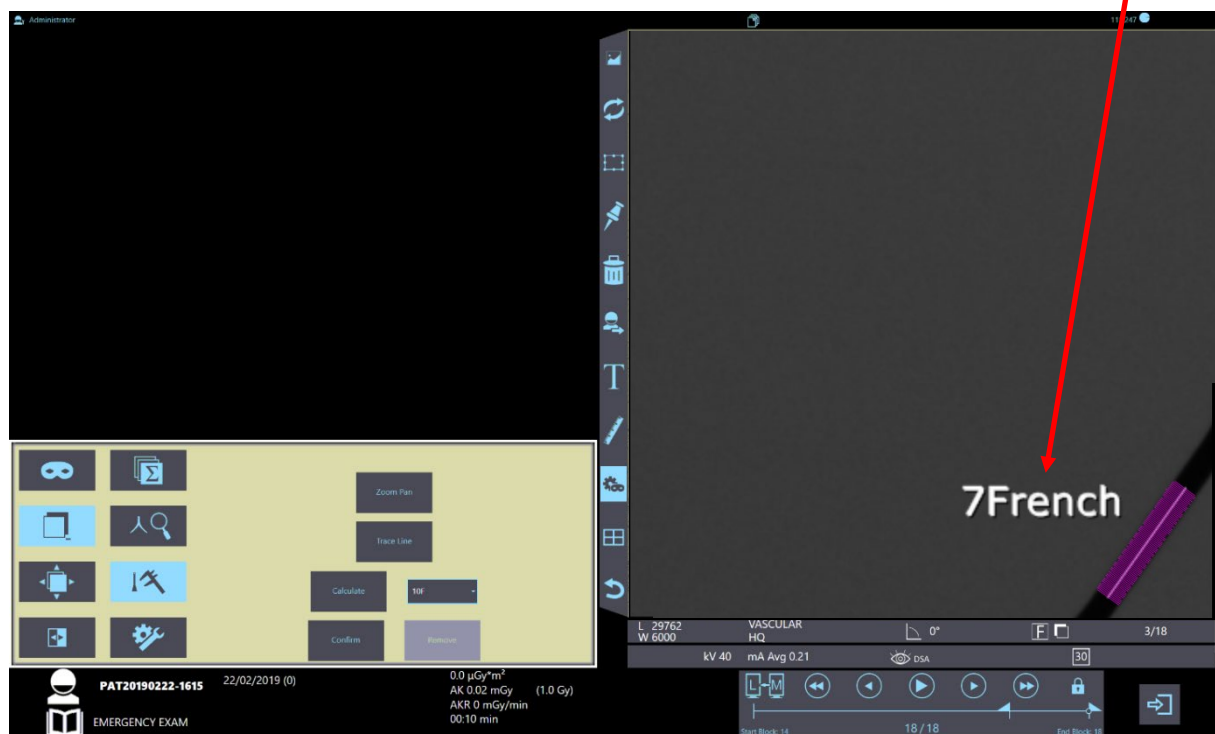 Administrator
Zoom Pan
Trace Line
Calculate
10F
Confirm
Remove
PAT20190222-1615
22/02/2019 (0)
EMERGENCY EXAM
0.0 µGy*m²
AK 0.02 mGy (1.0 Gy)
AKR 0 mGy/min
00:10 min
T
7French
L 29762
W 6000
VASCULAR
HQ
0°
F
3/18
kV 40 mA Avg 0.21
DSA
30
L M
Start Block: 14
18 / 18
End Block: 18